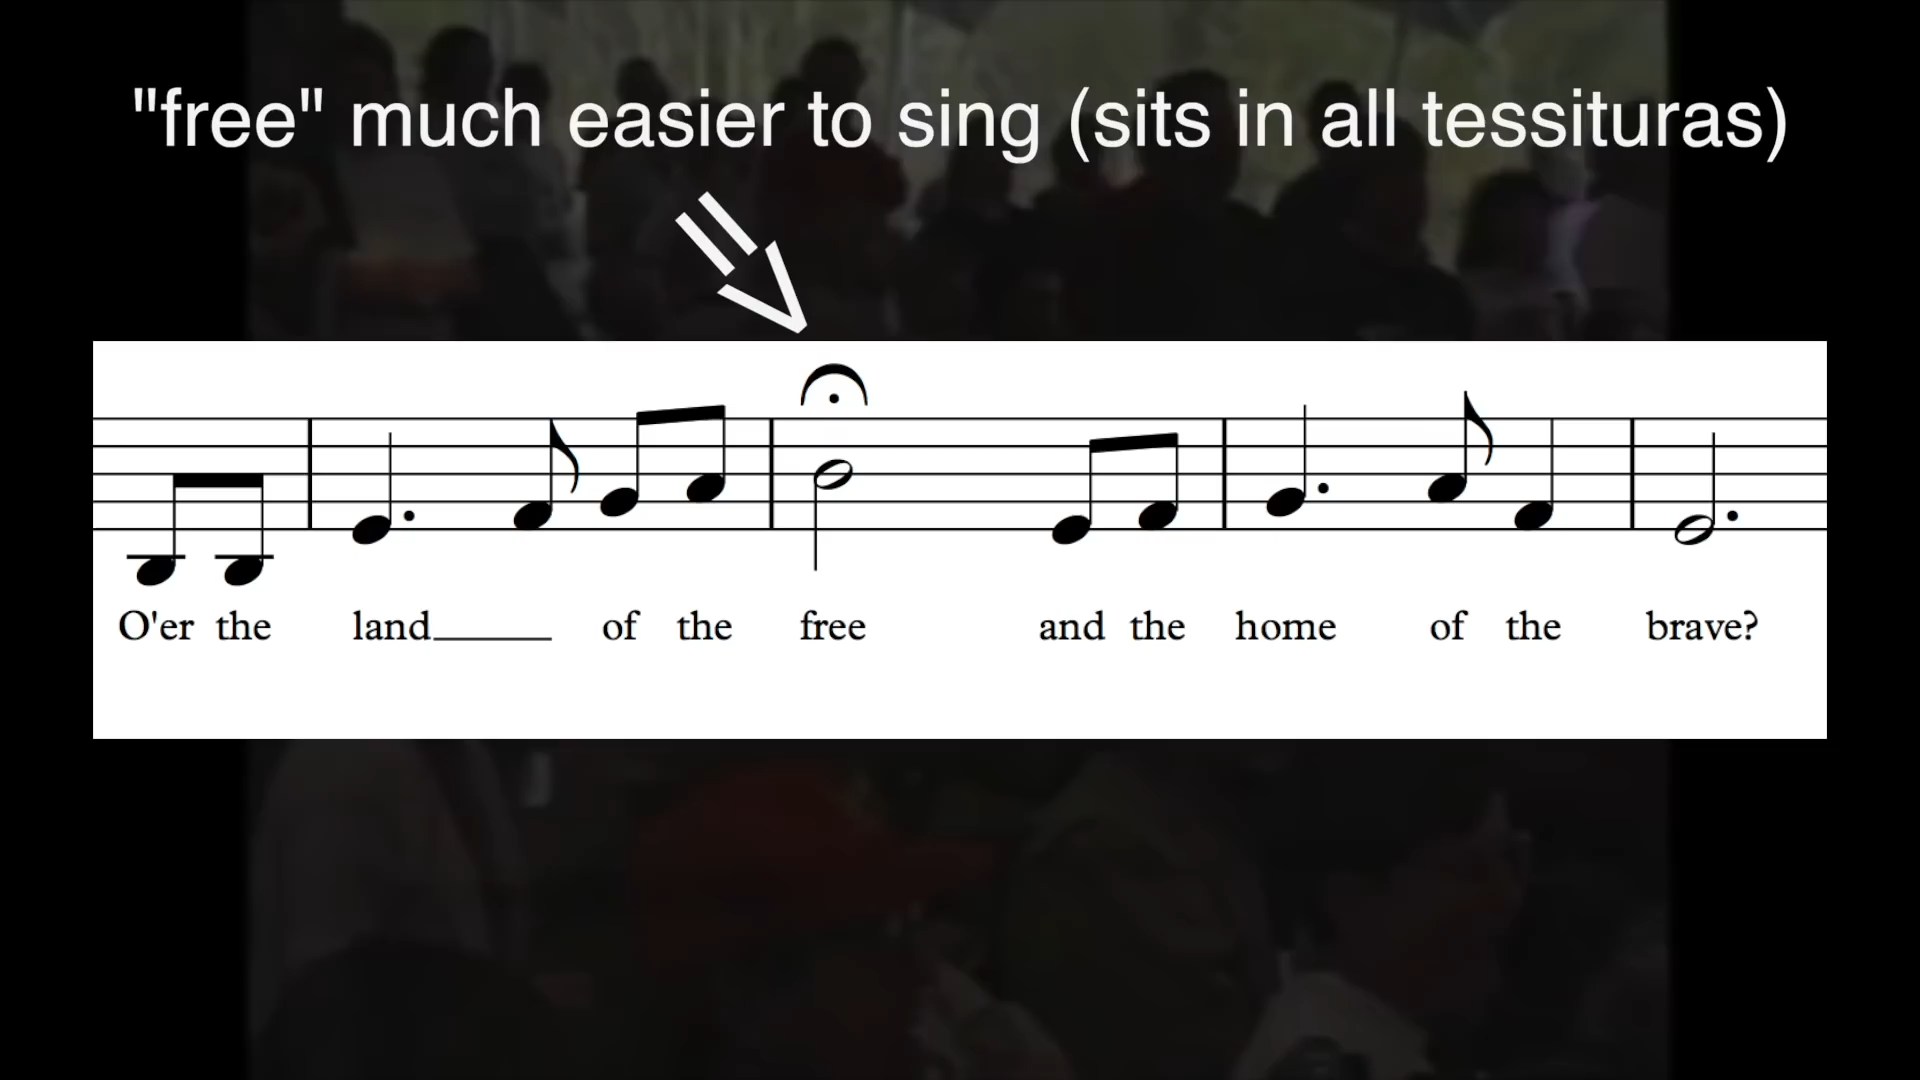 "free" much easier to sing (sits in all tessituras)
O'er the land_____ of the free and the home of the brave?